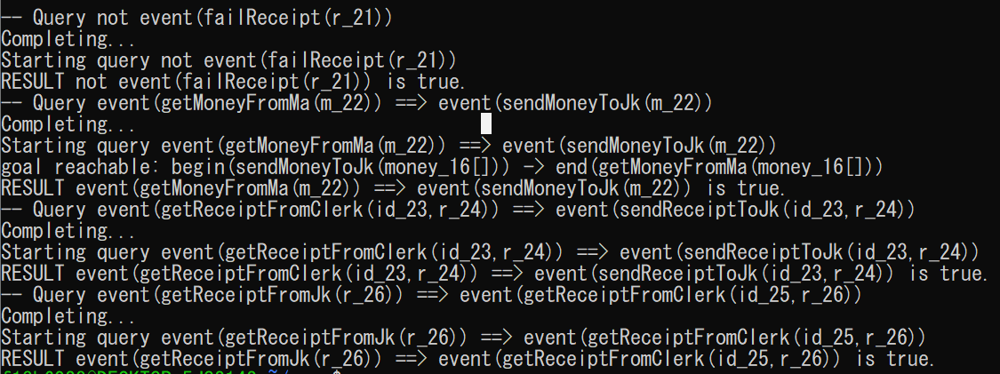 -- Query not event(failReceipt(r_21))
Completing...
Starting query not event(failReceipt(r_21))
RESULT not event(failReceipt(r_21)) is true.
-- Query event(getMoneyFromMa(m_22)) ==> event(sendMoneyToJk(m_22))
Completing...
Starting query event(getMoneyFromMa(m_22)) ==> event(sendMoneyToJk(m_22))
goal reachable: begin(sendMoneyToJk(money_16[])) -> end(getMoneyFromMa(money_16[]))
RESULT event(getMoneyFromMa(m_22)) ==> event(sendMoneyToJk(m_22)) is true.
-- Query event(getReceiptFromClerk(id_23,r_24)) ==> event(sendReceiptToJk(id_23,r_24))
Completing...
Starting query event(getReceiptFromClerk(id_23,r_24)) ==> event(sendReceiptToJk(id_23,r_24))
RESULT event(getReceiptFromClerk(id_23,r_24)) ==> event(sendReceiptToJk(id_23,r_24)) is true.
-- Query event(getReceiptFromJk(r_26)) ==> event(getReceiptFromClerk(id_25,r_26))
Completing...
Starting query event(getReceiptFromJk(r_26)) ==> event(getReceiptFromClerk(id_25,r_26))
RESULT event(getReceiptFromJk(r_26)) ==> event(getReceiptFromClerk(id_25,r_26)) is true.